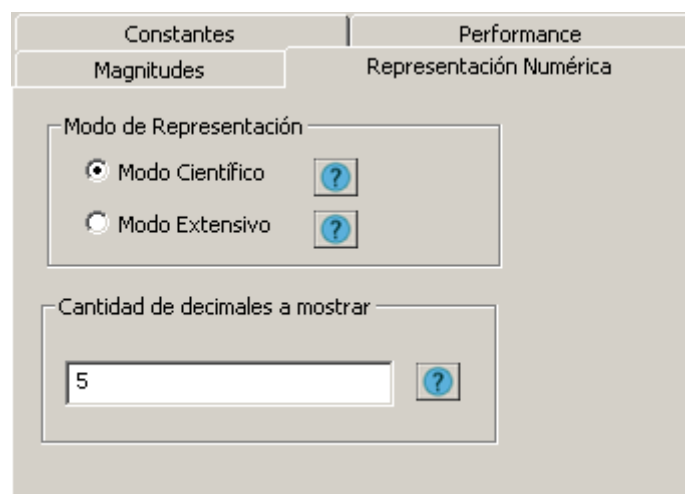 Constantes
Performance
Magnitudes
Representación Numérica
Modo de Representación
Modo Científico
?
Modo Extensivo
?
Cantidad de decimales a mostrar
5
?